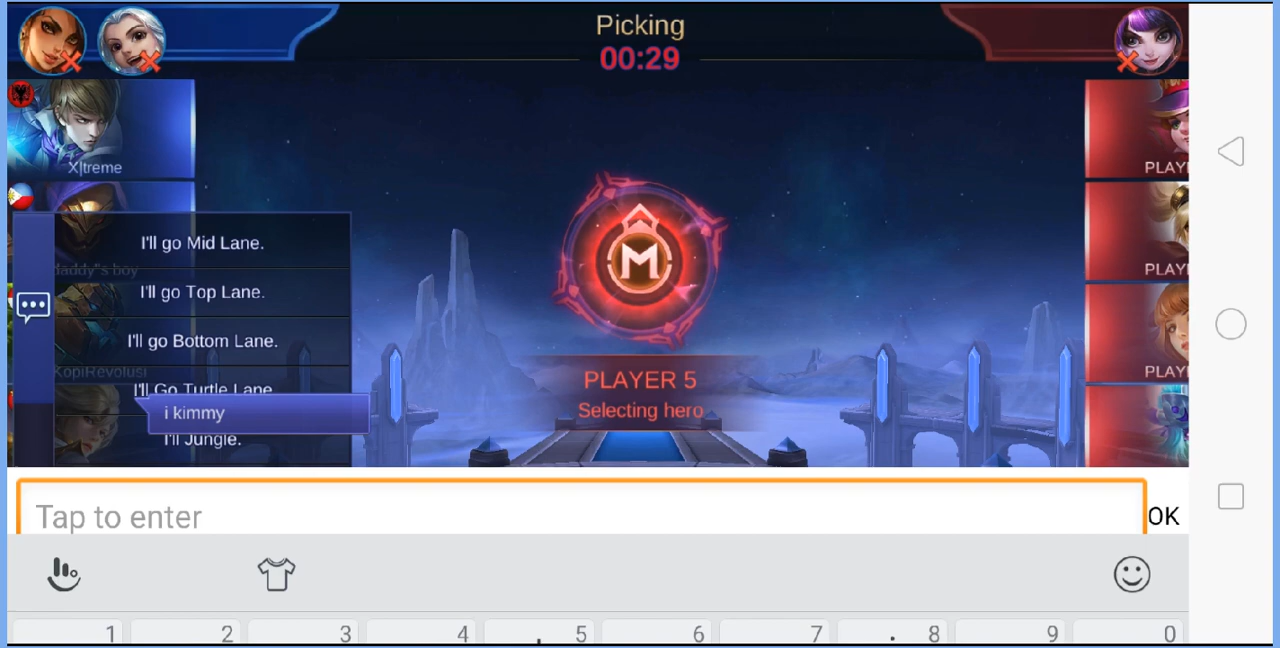 Picking
00:29
X|treme
PLAY
I'll go Mid Lane.
daddy's boy
PLAY
I'll go Top Lane.
I'll go Bottom Lane.
KopiRevolusi
PLAY
I'll Go Turtle Lane
i kimmy
I'll Jungle.
M
PLAYER 5
Selecting hero
Tap to enter
OK
1 2 3 4 5 6 7 8 9 0